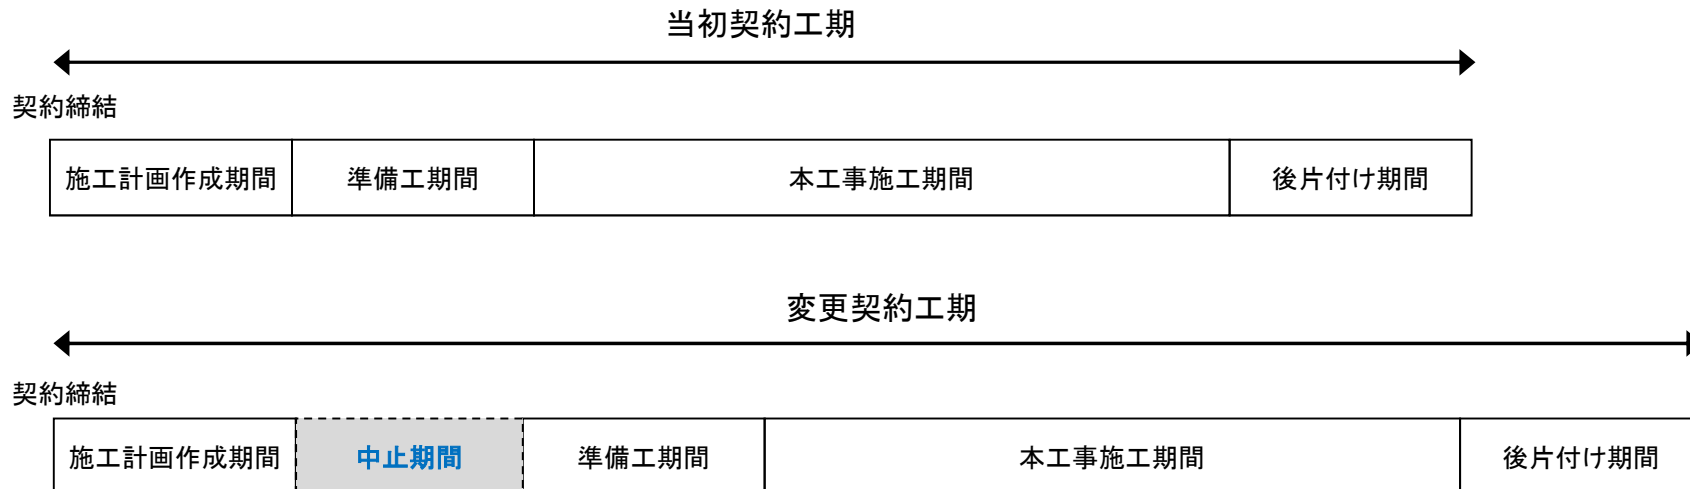 当初契約工期
契約締結
施工計画作成期間 準備工期間 本工事施工期間 後片付け期間
変更契約工期
契約締結
施工計画作成期間 中止期間 準備工期間 本工事施工期間 後片付け期間